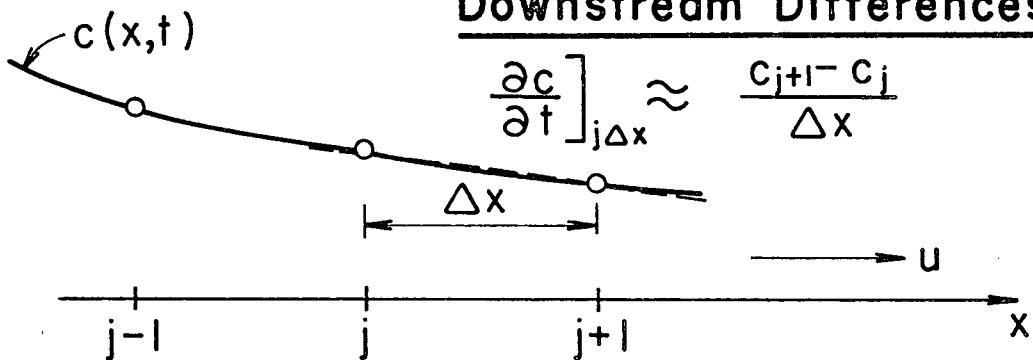 Downstream Differences
c(x,t)
∂c/∂t]jΔx ≈ cj+1 − cj / Δx
Δx
u
j-1 j j+1 x